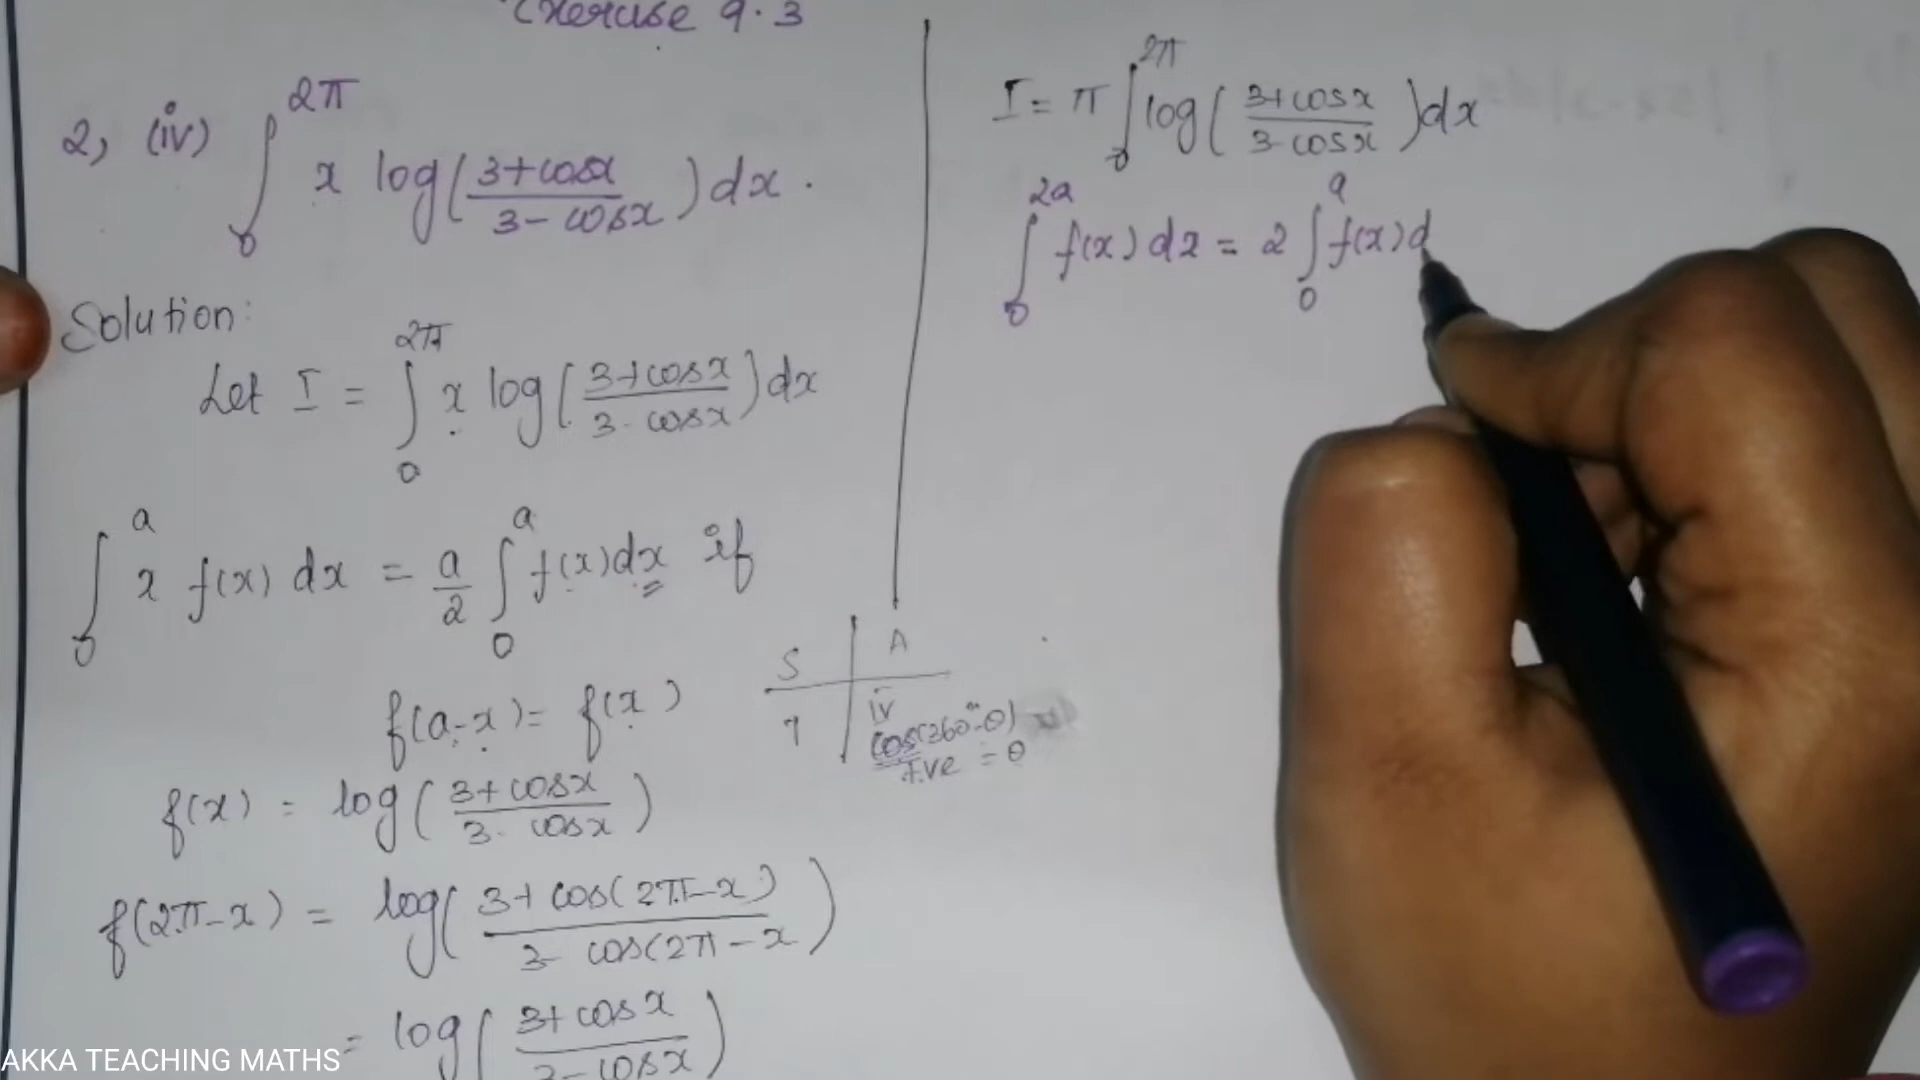 Exercise 9.3
2, (iv) ∫₀^2π x log(3+cosx / 3-cosx) dx.
Solution:
Let I = ∫₀^2π x log(3+cosx / 3-cosx) dx
∫₀^a x f(x) dx = a/2 ∫₀^a f(x) dx if
f(a-x) = f(x)
S A
T iv
cos(360°-θ)
+ve = θ
f(x) = log(3+cosx / 3-cosx)
f(2π-x) = log(3+cos(2π-x) / 3-cos(2π-x))
= log(3+cosx / 3-cosx)
I = π ∫₀^2π log(3+cosx / 3-cosx) dx
∫₀^2a f(x) dx = 2 ∫₀^a f(x) d
AKKA TEACHING MATHS